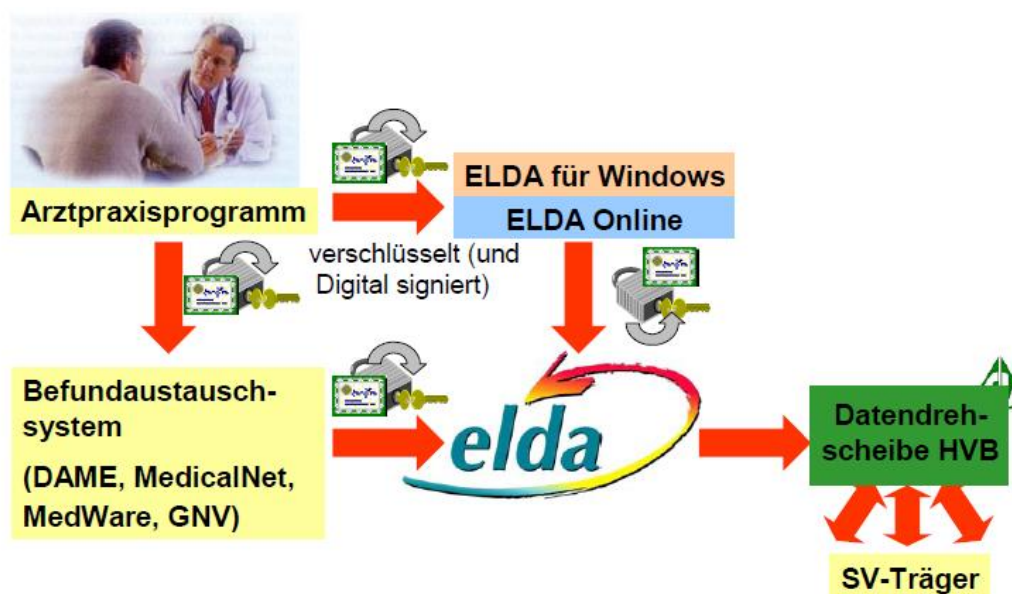 Arztpraxisprogramm
ELDA für Windows
ELDA Online
verschlüsselt (und
Digital signiert)
Befundaustausch-
system
(DAME, MedicalNet,
MedWare, GNV)
elda
Datendreh-
scheibe HVB
SV-Träger